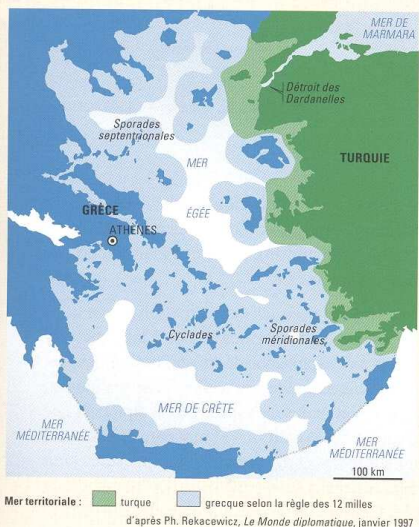 MER DE
MARMARA
Détroit des
Dardanelles
Sporades
septentrionales
MER
TURQUIE
ÉGÉE
GRÈCE
ATHÈNES
Cyclades
Sporades
méridionales
MER DE CRÈTE
MER
MÉDITERRANÉE
MER
MÉDITERRANÉE
100 km
Mer territoriale : turque grecque selon la règle des 12 milles
d'après Ph. Rekacewicz, Le Monde diplomatique, janvier 1997